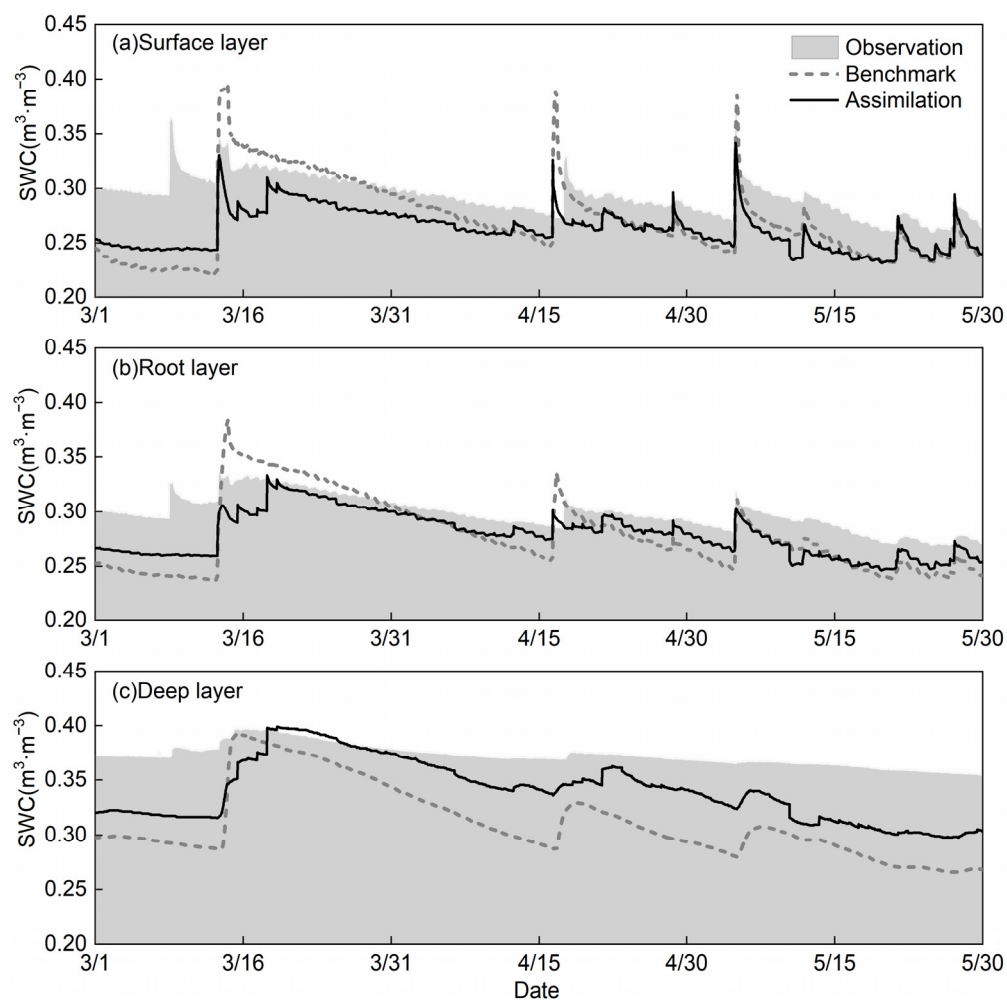 (a)Surface layer
Observation
Benchmark
Assimilation
SWC(m³·m⁻³)
0.45
0.40
0.35
0.30
0.25
0.20
3/1 3/16 3/31 4/15 4/30 5/15 5/30
(b)Root layer
SWC(m³·m⁻³)
0.45
0.40
0.35
0.30
0.25
0.20
3/1 3/16 3/31 4/15 4/30 5/15 5/30
(c)Deep layer
SWC(m³·m⁻³)
0.45
0.40
0.35
0.30
0.25
0.20
3/1 3/16 3/31 4/15 4/30 5/15 5/30
Date